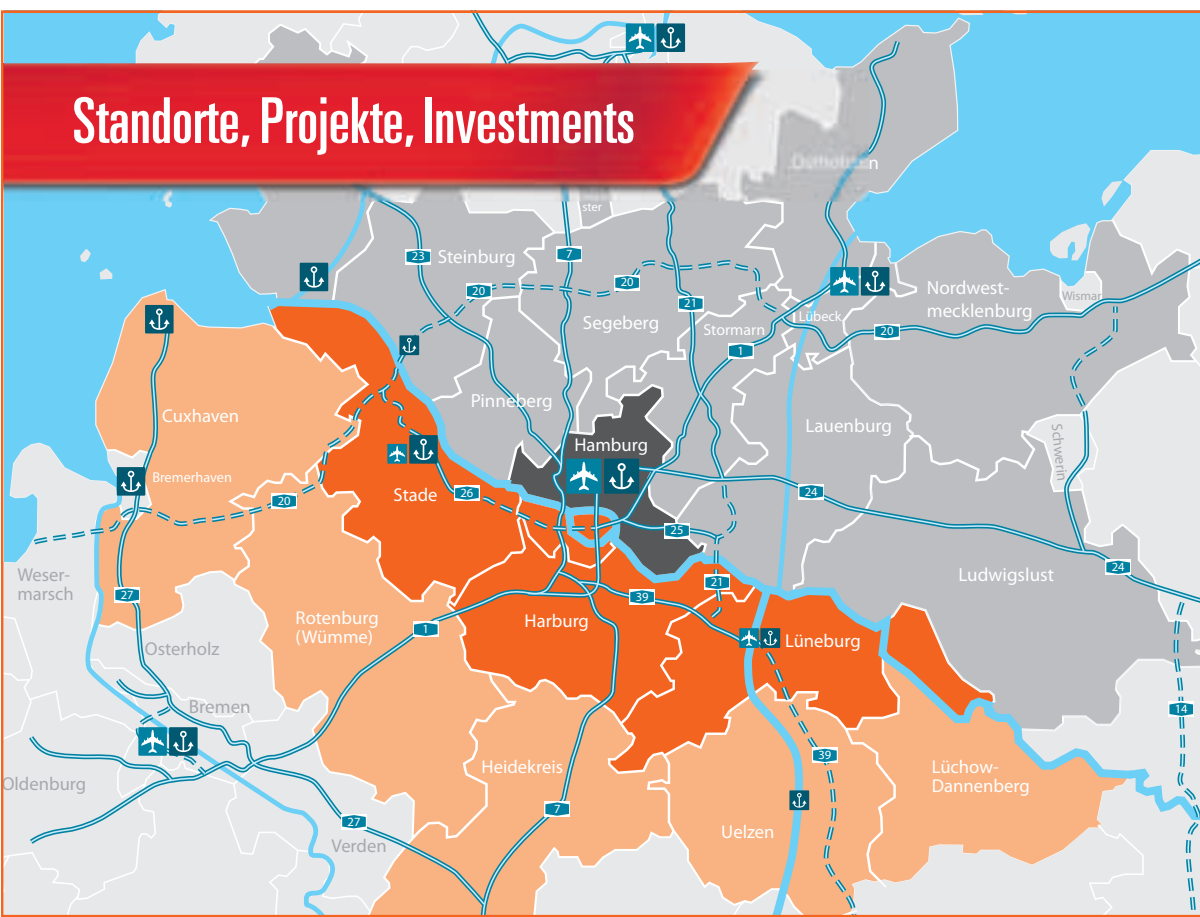 Standorte, Projekte, Investments
ster
23
Steinburg
7
20
20
Segeberg
21
Stormarn
1
Lübeck
20
Nordwest-
mecklenburg
Wismar
Cuxhaven
Pinneberg
Hamburg
Lauenburg
Schwerin
Bremerhaven
20
Stade
26
24
25
24
Weser-
marsch
27
Rotenburg
(Wümme)
1
Harburg
39
21
Lüneburg
Ludwigslust
Osterholz
Bremen
14
Oldenburg
Heidekreis
39
Lüchow-
Dannenberg
7
27
Verden
Uelzen